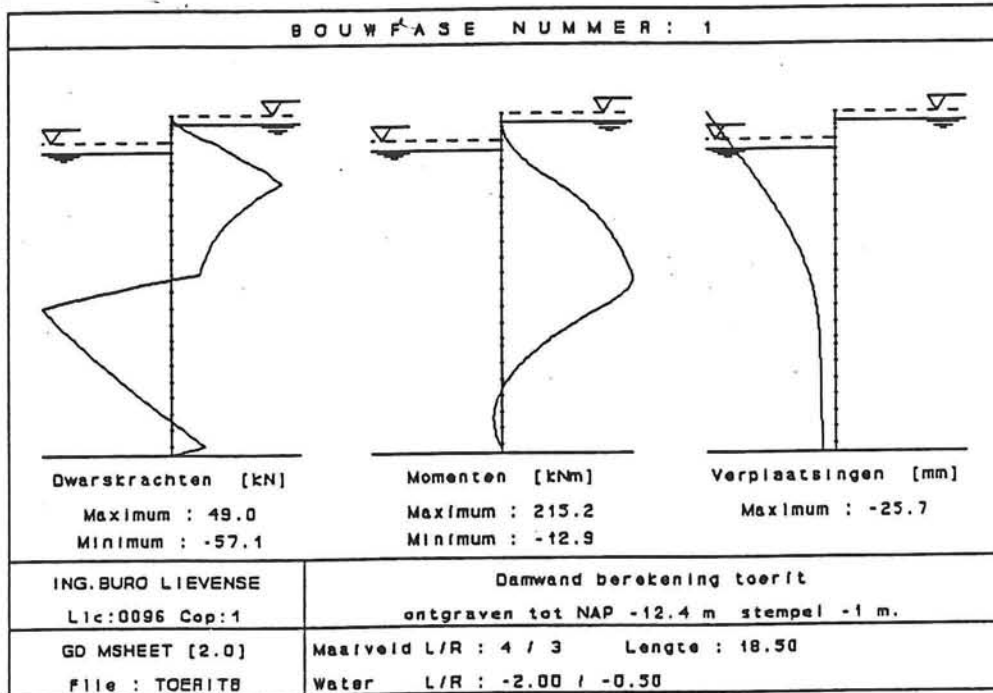 BOUWFASE NUMMER: 1
Dwarskrachten [kN]
Maximum : 49.0
Minimum : -57.1
Momenten [kNm]
Maximum : 215.2
Minimum : -12.9
Verplaatsingen [mm]
Maximum : -25.7
ING.BURO LIEVENSE
Lic:0096 Cop:1
Damwand berekening toerit
ontgraven tot NAP -12.4 m stempel -1 m.
GD MSHEET [2.0]
File : TOERIT8
Maaiveld L/R : 4 / 3 Lengte : 18.50
Water L/R : -2.00 / -0.50